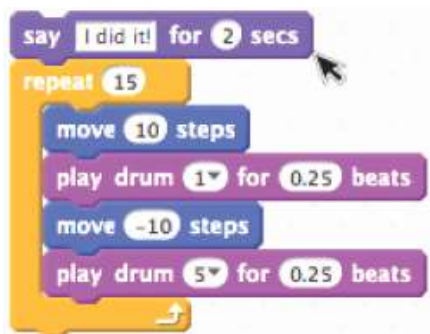 say I did it! for 2 secs
repeat 15
move 10 steps
play drum 1 for 0.25 beats
move -10 steps
play drum 5 for 0.25 beats